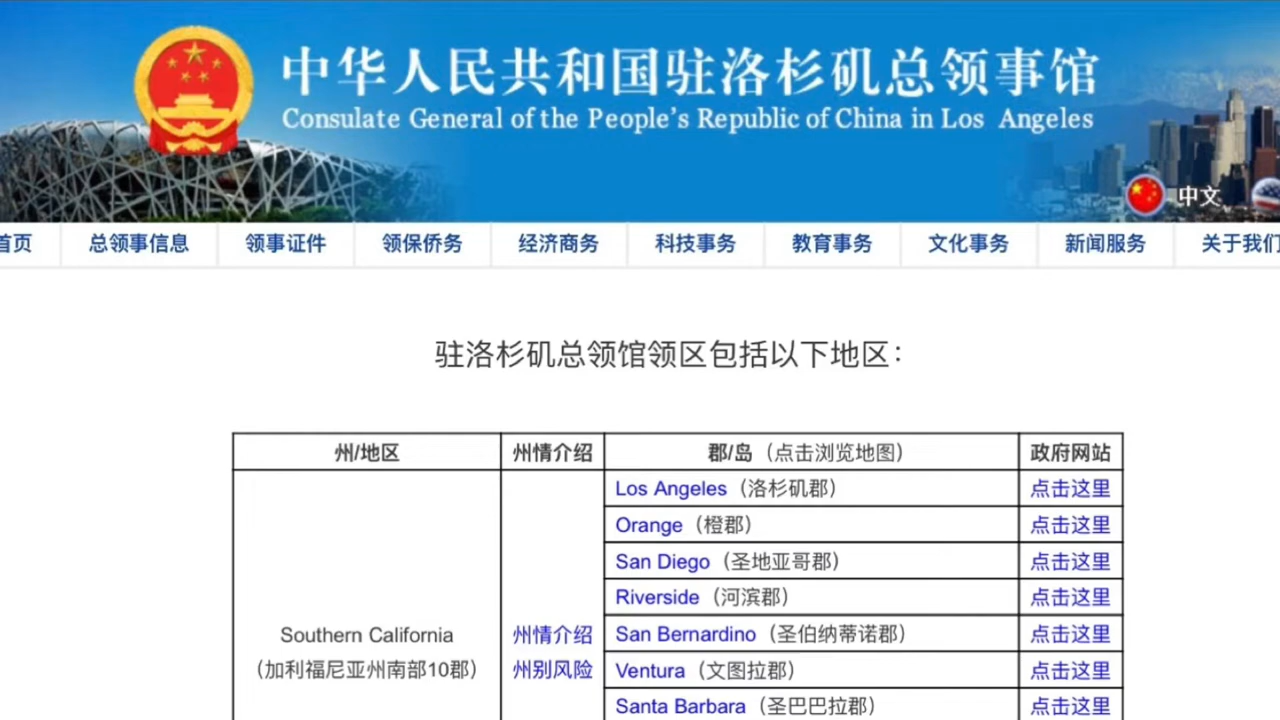 中华人民共和国驻洛杉矶总领事馆
Consulate General of the People's Republic of China in Los Angeles
中文
首页 总领事信息 领事证件 领保侨务 经济商务 科技事务 教育事务 文化事务 新闻服务 关于我们
驻洛杉矶总领馆领区包括以下地区：
州/地区 州情介绍 郡/岛（点击浏览地图） 政府网站
Los Angeles（洛杉矶郡） 点击这里
Orange（橙郡） 点击这里
San Diego（圣地亚哥郡） 点击这里
Riverside（河滨郡） 点击这里
Southern California 州情介绍 San Bernardino（圣伯纳蒂诺郡） 点击这里
（加利福尼亚州南部10郡） 州别风险 Ventura（文图拉郡） 点击这里
Santa Barbara（圣巴巴拉郡） 点击这里